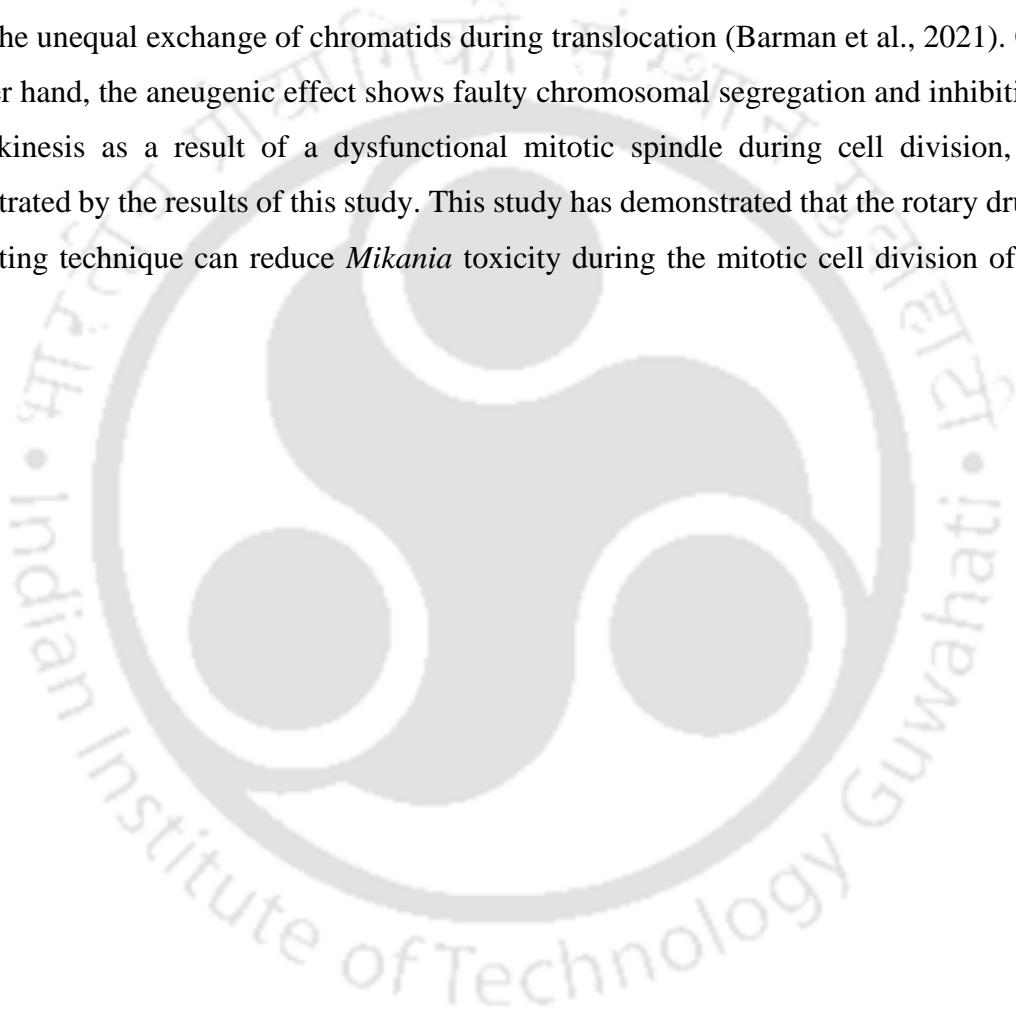 he unequal exchange of chromatids during translocation (Barman et al., 2021).
er hand, the aneugenic effect shows faulty chromosomal segregation and inhibiti
kinesis as a result of a dysfunctional mitotic spindle during cell division,
trated by the results of this study. This study has demonstrated that the rotary dru
ting technique can reduce Mikania toxicity during the mitotic cell division of
• Indian Institute of Technology Guwahati •